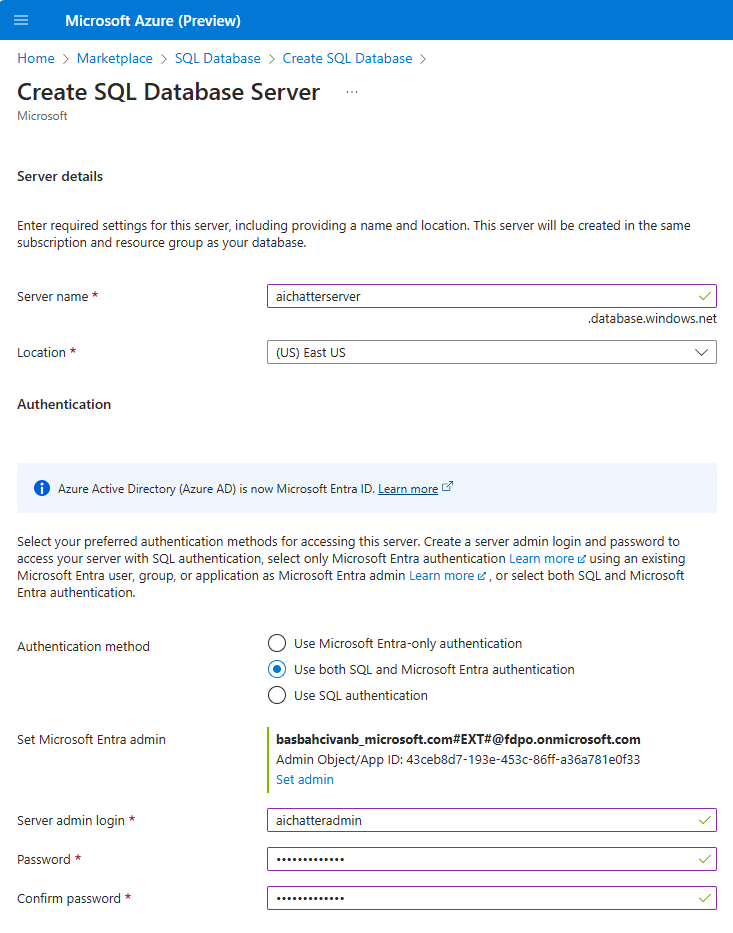 Microsoft Azure (Preview)
Home > Marketplace > SQL Database > Create SQL Database >
Create SQL Database Server ...
Microsoft
Server details
Enter required settings for this server, including providing a name and location. This server will be created in the same
subscription and resource group as your database.
Server name *
aichatterserver
.database.windows.net
Location *
(US) East US
Authentication
Azure Active Directory (Azure AD) is now Microsoft Entra ID. Learn more
Select your preferred authentication methods for accessing this server. Create a server admin login and password to
access your server with SQL authentication, select only Microsoft Entra authentication Learn more using an existing
Microsoft Entra user, group, or application as Microsoft Entra admin Learn more , or select both SQL and Microsoft
Entra authentication.
Authentication method
Use Microsoft Entra-only authentication
Use both SQL and Microsoft Entra authentication
Use SQL authentication
Set Microsoft Entra admin
basbahcivanb_microsoft.com#EXT#@fdpo.onmicrosoft.com
Admin Object/App ID: 43ceb8d7-193e-453c-86ff-a36a781e0f33
Set admin
Server admin login *
aichatteradmin
Password *
•••••••••••••
Confirm password *
•••••••••••••